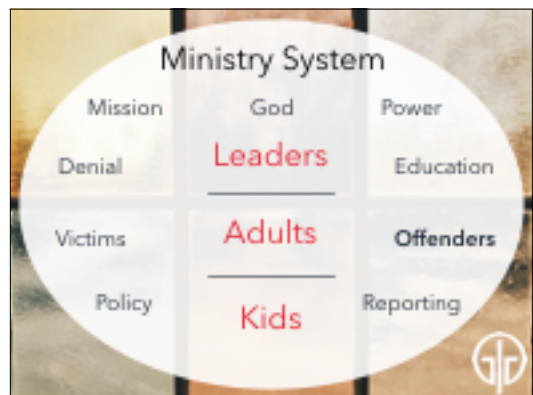 Ministry System
Mission God Power
Leaders
Denial Education
Adults
Victims Offenders
Policy Reporting
Kids